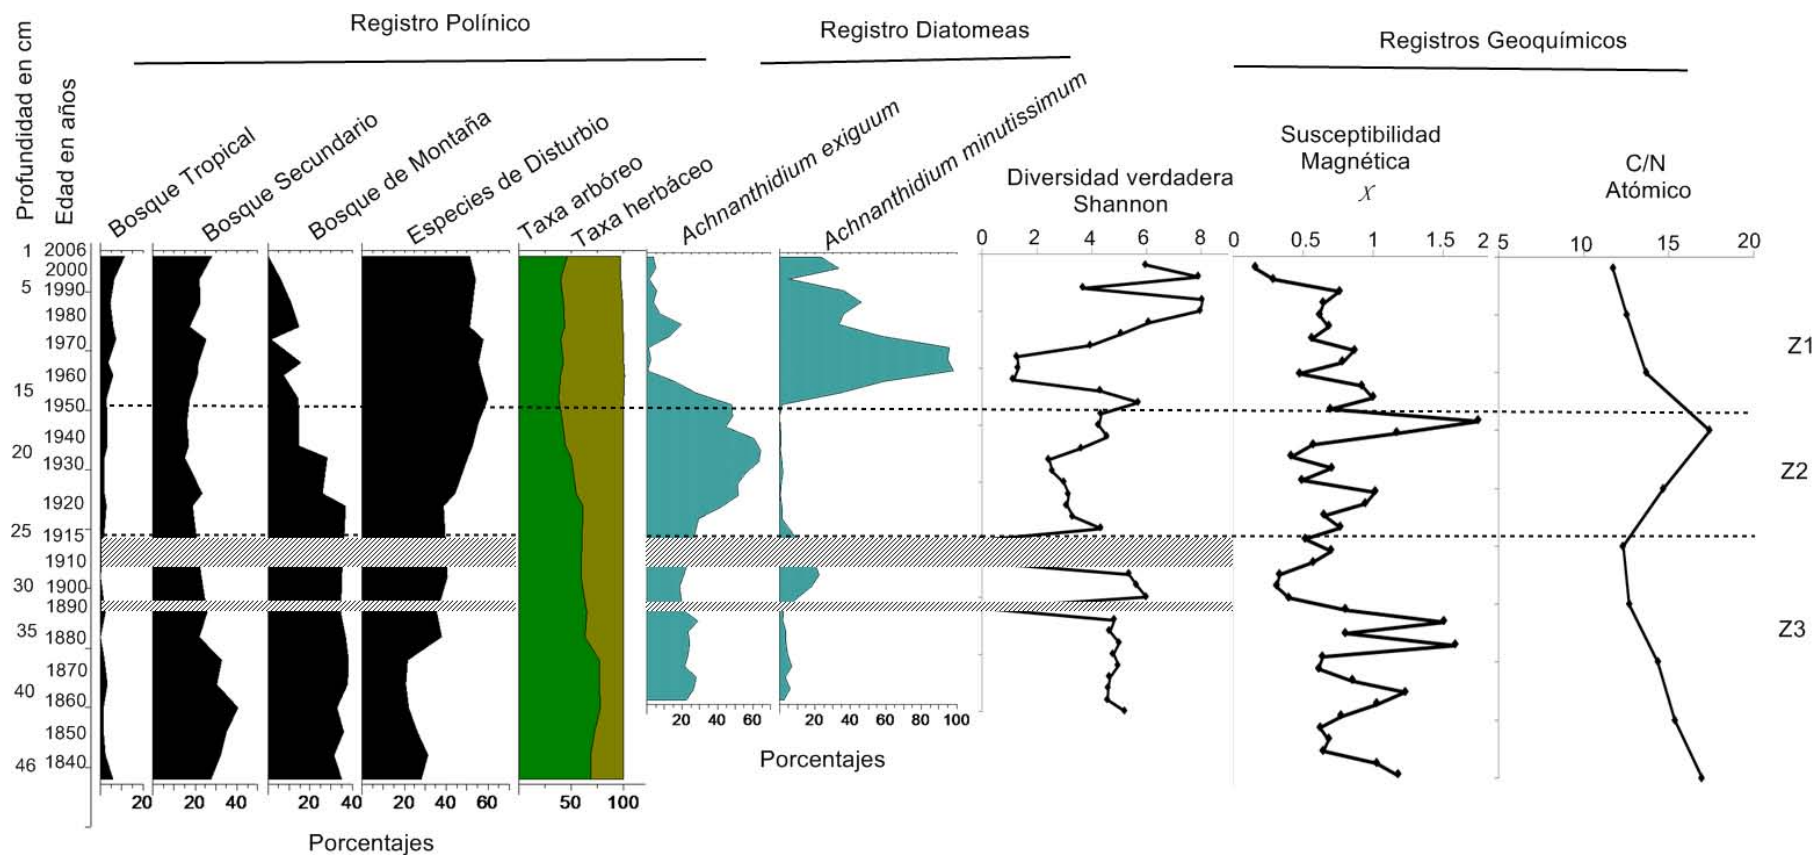 Registro Polínico
Registro Diatomeas
Registros Geoquímicos
Profundidad en cm
Edad en años
Bosque Tropical
Bosque Secundario
Bosque de Montaña
Especies de Disturbio
Taxa arbóreo
Taxa herbáceo
Achnanthidium exiguum
Achnanthidium minutissimum
Diversidad verdadera
Shannon
Susceptibilidad
Magnética
χ
C/N
Atómico
0 2 4 6 8
0 0.5 1 1.5 2
5 10 15 20
1 2006
2000
5 1990
1980
1970
1960
15
1950
1940
20
1930
1920
25 1915
1910
30 1900
1890
35 1880
1870
40 1860
1850
46 1840
Z1
Z2
Z3
20 20 40 20 40 20 40 60 50 100
20 40 60 20 40 60 80 100
Porcentajes
Porcentajes